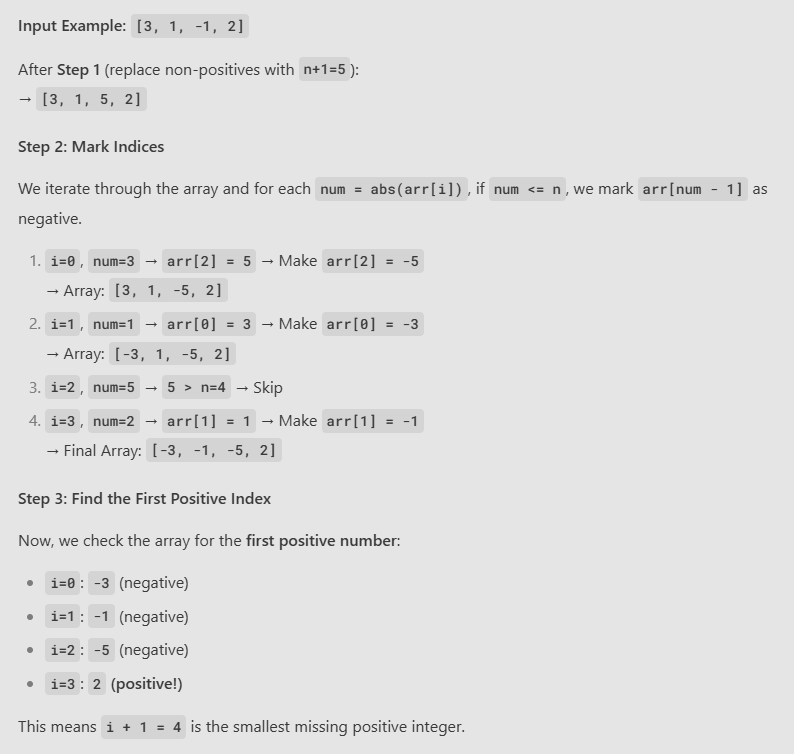 Input Example: [3, 1, -1, 2]
After Step 1 (replace non-positives with n+1=5 ):
→ [3, 1, 5, 2]
Step 2: Mark Indices
We iterate through the array and for each num = abs(arr[i]) , if num <= n , we mark arr[num - 1] as
negative.
1. i=0 , num=3 → arr[2] = 5 → Make arr[2] = -5
→ Array: [3, 1, -5, 2]
2. i=1 , num=1 → arr[0] = 3 → Make arr[0] = -3
→ Array: [-3, 1, -5, 2]
3. i=2 , num=5 → 5 > n=4 → Skip
4. i=3 , num=2 → arr[1] = 1 → Make arr[1] = -1
→ Final Array: [-3, -1, -5, 2]
Step 3: Find the First Positive Index
Now, we check the array for the first positive number:
• i=0 : -3 (negative)
• i=1 : -1 (negative)
• i=2 : -5 (negative)
• i=3 : 2 (positive!)
This means i + 1 = 4 is the smallest missing positive integer.